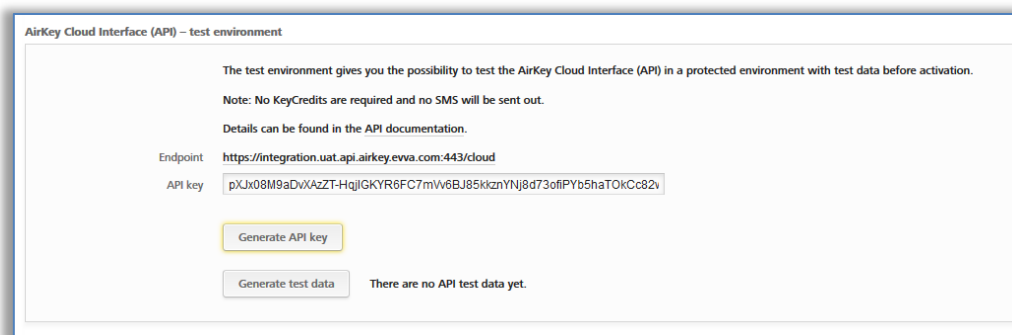 AirKey Cloud Interface (API) – test environment
The test environment gives you the possibility to test the AirKey Cloud Interface (API) in a protected environment with test data before activation.
Note: No KeyCredits are required and no SMS will be sent out.
Details can be found in the API documentation.
Endpoint https://integration.uat.api.airkey.evva.com:443/cloud
API key
Generate API key
Generate test data There are no API test data yet.